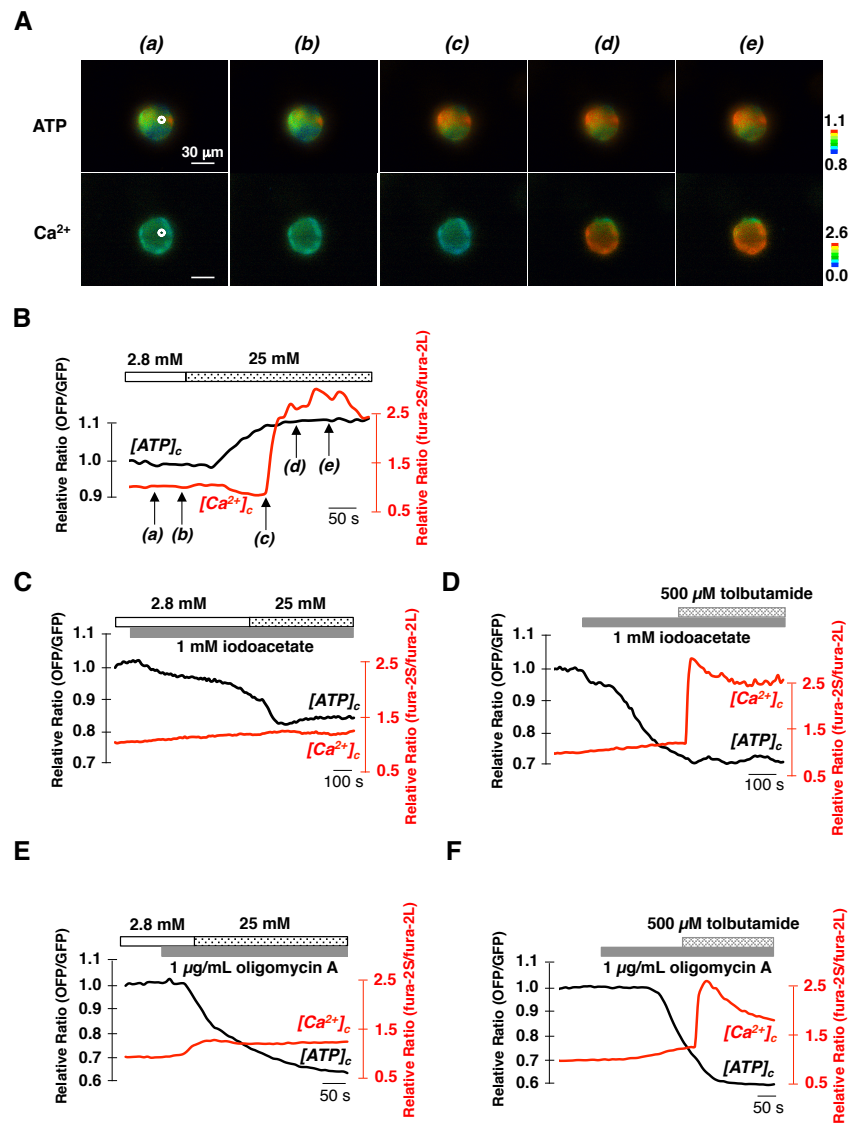 A
(a) (b) (c) (d) (e)
ATP
30 µm
1.1
0.8
Ca²⁺
2.6
0.0
B
2.8 mM 25 mM
Relative Ratio (OFP/GFP)
1.1
1.0
0.9
[ATP]c
[Ca²⁺]c
(a) (b) (c) (d) (e)
50 s
2.5
1.5
0.5
Relative Ratio (fura-2S/fura-2L)
C
2.8 mM 25 mM
1 mM iodoacetate
Relative Ratio (OFP/GFP)
1.1
1.0
0.9
0.8
0.7
[ATP]c
[Ca²⁺]c
100 s
2.5
1.5
0.5
Relative Ratio (fura-2S/fura-2L)
D
500 µM tolbutamide
1 mM iodoacetate
Relative Ratio (OFP/GFP)
1.1
1.0
0.9
0.8
0.7
[Ca²⁺]c
[ATP]c
100 s
2.5
1.5
0.5
Relative Ratio (fura-2S/fura-2L)
E
2.8 mM 25 mM
1 µg/mL oligomycin A
Relative Ratio (OFP/GFP)
1.1
1.0
0.9
0.8
0.7
0.6
[Ca²⁺]c
[ATP]c
50 s
2.5
1.5
0.5
Relative Ratio (fura-2S/fura-2L)
F
500 µM tolbutamide
1 µg/mL oligomycin A
Relative Ratio (OFP/GFP)
1.1
1.0
0.9
0.8
0.7
0.6
[Ca²⁺]c
[ATP]c
50 s
2.5
1.5
0.5
Relative Ratio (fura-2S/fura-2L)